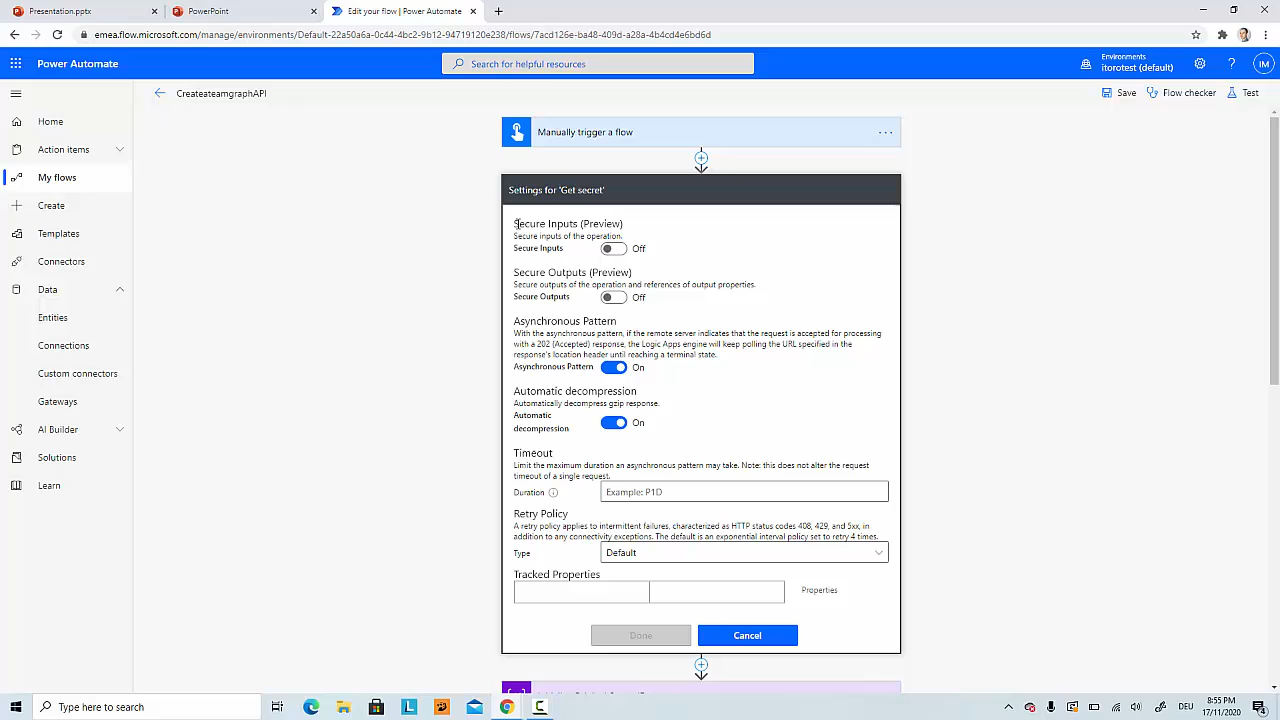 Presentation.pptx
PowerPoint
Edit your flow | Power Automate
emea.flow.microsoft.com/manage/environments/Default-22a50a6a-0c44-4bc2-9b12-94719120e238/flows/7acd126e-ba48-409d-a28a-4b4cd4e6bd6d
Power Automate
Search for helpful resources
Environments
itorotest (default)
IM
CreateateamgraphAPI
Save
Flow checker
Test
Home
Action items
My flows
Create
Templates
Connectors
Data
Entities
Connections
Custom connectors
Gateways
AI Builder
Solutions
Learn
Manually trigger a flow
Settings for 'Get secret'
Secure Inputs (Preview)
Secure inputs of the operation.
Secure Inputs Off
Secure Outputs (Preview)
Secure outputs of the operation and references of output properties.
Secure Outputs Off
Asynchronous Pattern
With the asynchronous pattern, if the remote server indicates that the request is accepted for processing
with a 202 (Accepted) response, the Logic Apps engine will keep polling the URL specified in the
response's location header until reaching a terminal state.
Asynchronous Pattern On
Automatic decompression
Automatically decompress gzip response.
Automatic
decompression On
Timeout
Limit the maximum duration an asynchronous pattern may take. Note: this does not alter the request
timeout of a single request.
Duration Example: P1D
Retry Policy
A retry policy applies to intermittent failures, characterized as HTTP status codes 408, 429, and 5xx, in
addition to any connectivity exceptions. The default is an exponential interval policy set to retry 4 times.
Type Default
Tracked Properties
Properties
Done Cancel
Type here to search
DEU
8:55 PM
17/11/2020
4